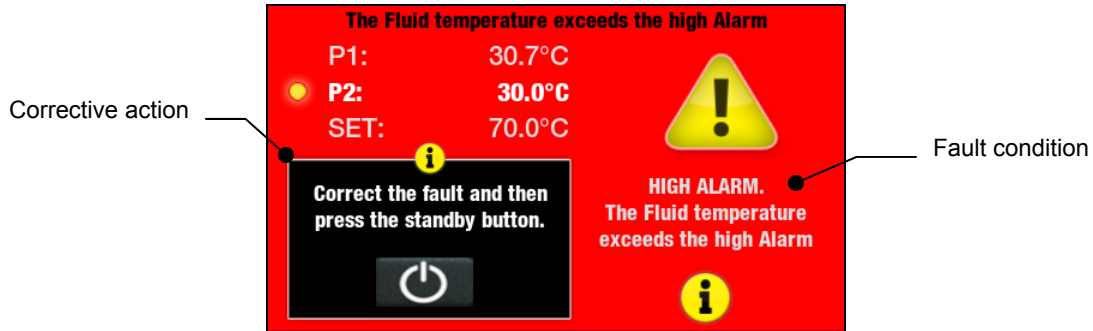 The Fluid temperature exceeds the high Alarm
P1: 30.7°C
P2: 30.0°C
SET: 70.0°C
Corrective action
Correct the fault and then
press the standby button.
Fault condition
HIGH ALARM.
The Fluid temperature
exceeds the high Alarm